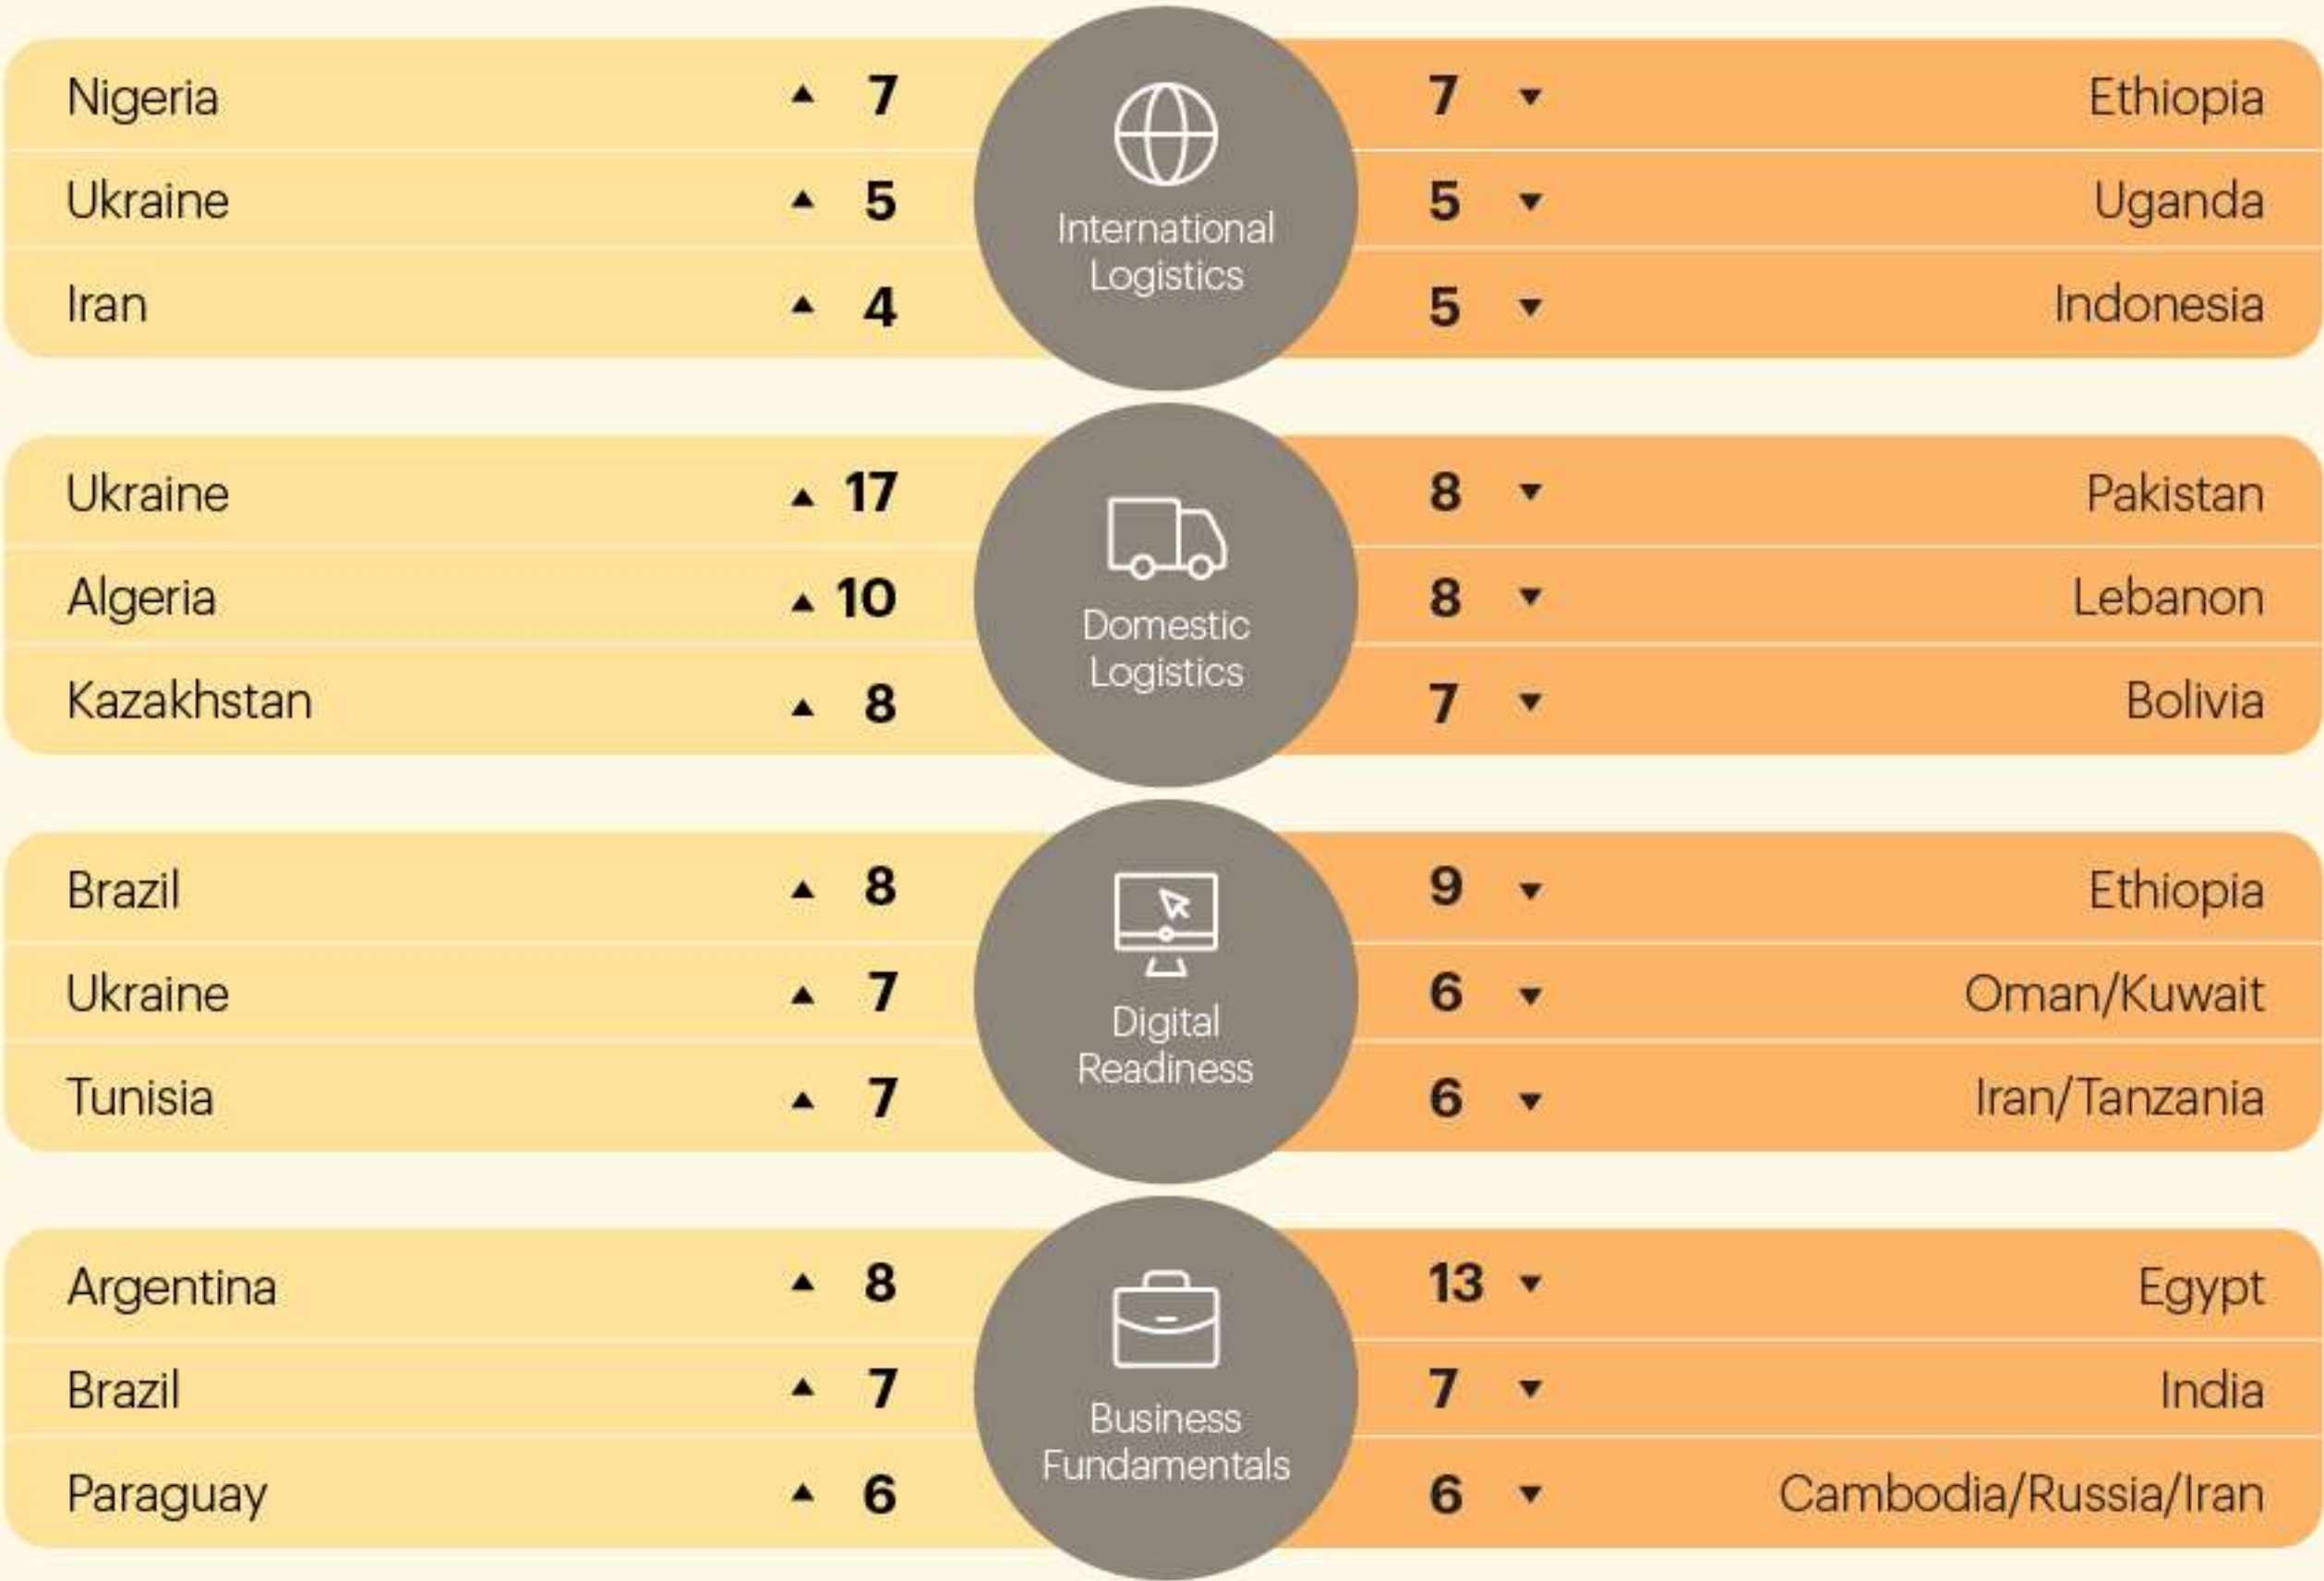 Nigeria ▲ 7 International Logistics 7 ▼ Ethiopia
Ukraine ▲ 5 5 ▼ Uganda
Iran ▲ 4 5 ▼ Indonesia
Ukraine ▲ 17 Domestic Logistics 8 ▼ Pakistan
Algeria ▲ 10 8 ▼ Lebanon
Kazakhstan ▲ 8 7 ▼ Bolivia
Brazil ▲ 8 Digital Readiness 9 ▼ Ethiopia
Ukraine ▲ 7 6 ▼ Oman/Kuwait
Tunisia ▲ 7 6 ▼ Iran/Tanzania
Argentina ▲ 8 Business Fundamentals 13 ▼ Egypt
Brazil ▲ 7 7 ▼ India
Paraguay ▲ 6 6 ▼ Cambodia/Russia/Iran